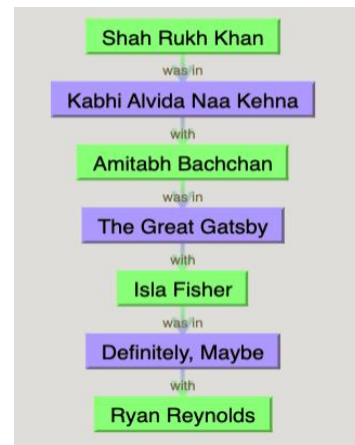 Shah Rukh Khan
was in
Kabhi Alvida Naa Kehna
with
Amitabh Bachchan
was in
The Great Gatsby
with
Isla Fisher
was in
Definitely, Maybe
with
Ryan Reynolds